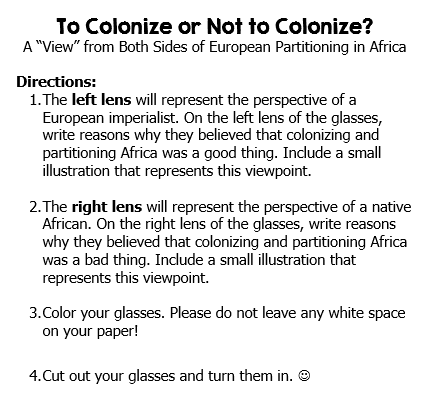 To Colonize or Not to Colonize?
A “View” from Both Sides of European Partitioning in Africa
Directions:
1.The left lens will represent the perspective of a
European imperialist. On the left lens of the glasses,
write reasons why they believed that colonizing and
partitioning Africa was a good thing. Include a small
illustration that represents this viewpoint.
2.The right lens will represent the perspective of a native
African. On the right lens of the glasses, write reasons
why they believed that colonizing and partitioning Africa
was a bad thing. Include a small illustration that
represents this viewpoint.
3.Color your glasses. Please do not leave any white space
on your paper!
4.Cut out your glasses and turn them in. ☺